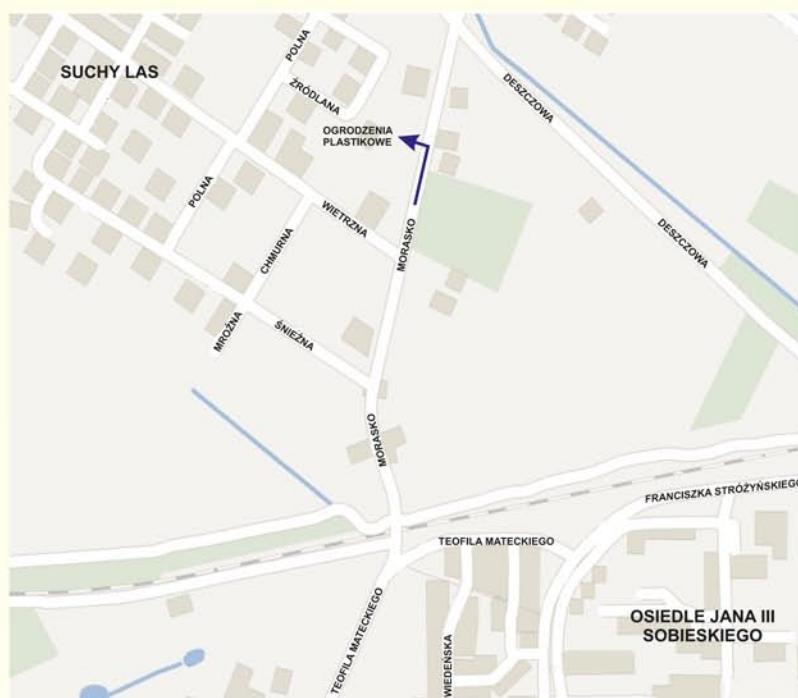 POLNA
SUCHY LAS
DESZCZOWA
ŹRÓDLANA
OGRODZENIA
PLASTIKOWE
POLNA
WIETRZNA
CHMURNA
MORASKO
DESZCZOWA
MROŹNA
ŚNIEŻNA
MORASKO
FRANCISZKA STRÓŻYŃSKIEGO
TEOFILA MATECKIEGO
TEOFILA MATECKIEGO
WIEDEŃSKA
OSIEDLE JANA III
SOBIESKIEGO